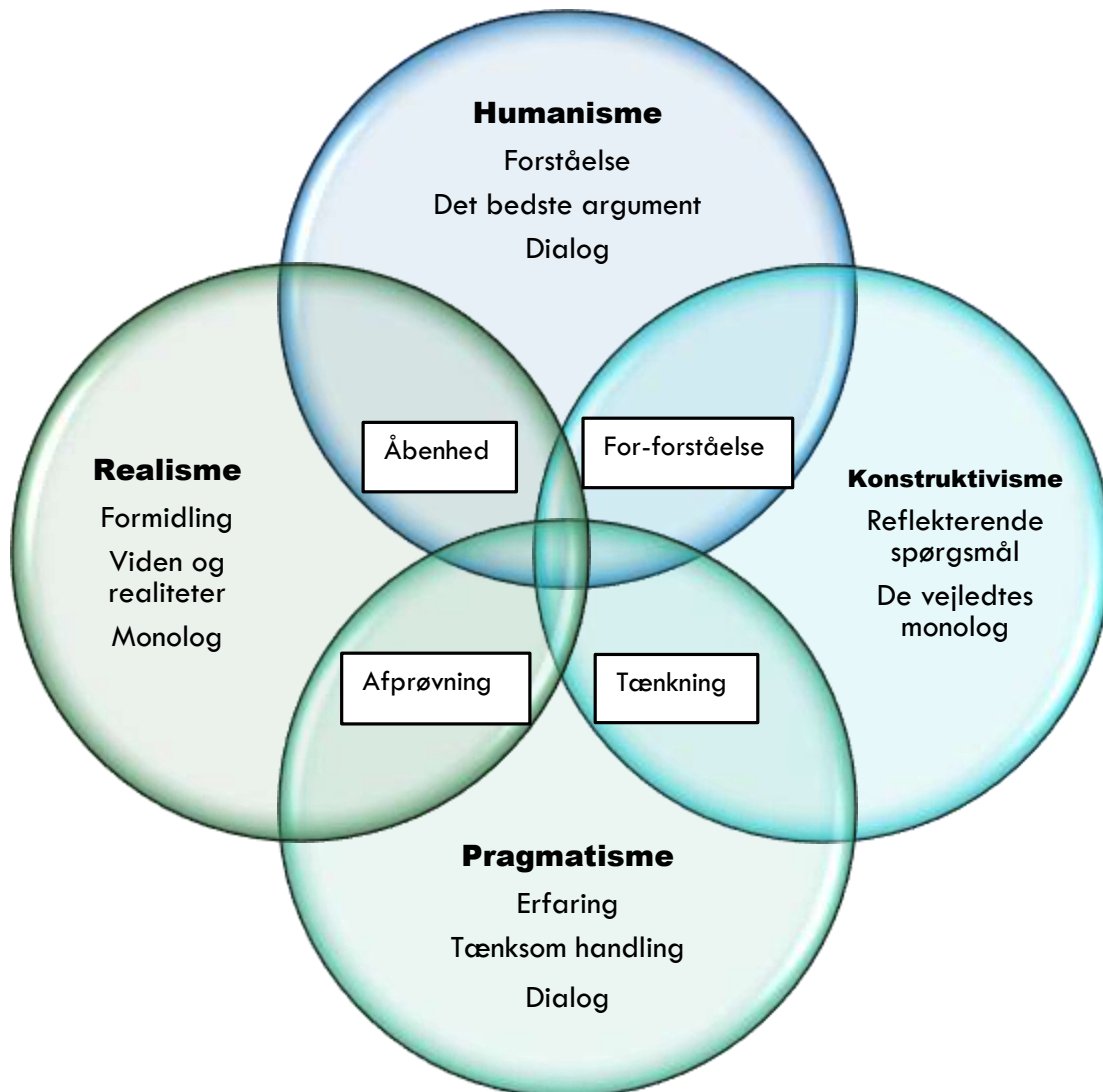 Humanisme
Forståelse
Det bedste argument
Dialog
Åbenhed
For-forståelse
Realisme
Formidling
Viden og
realiteter
Monolog
Konstruktivisme
Reflekterende
spørgsmål
De vejledtes
monolog
Afprøvning
Tænkning
Pragmatisme
Erfaring
Tænksom handling
Dialog